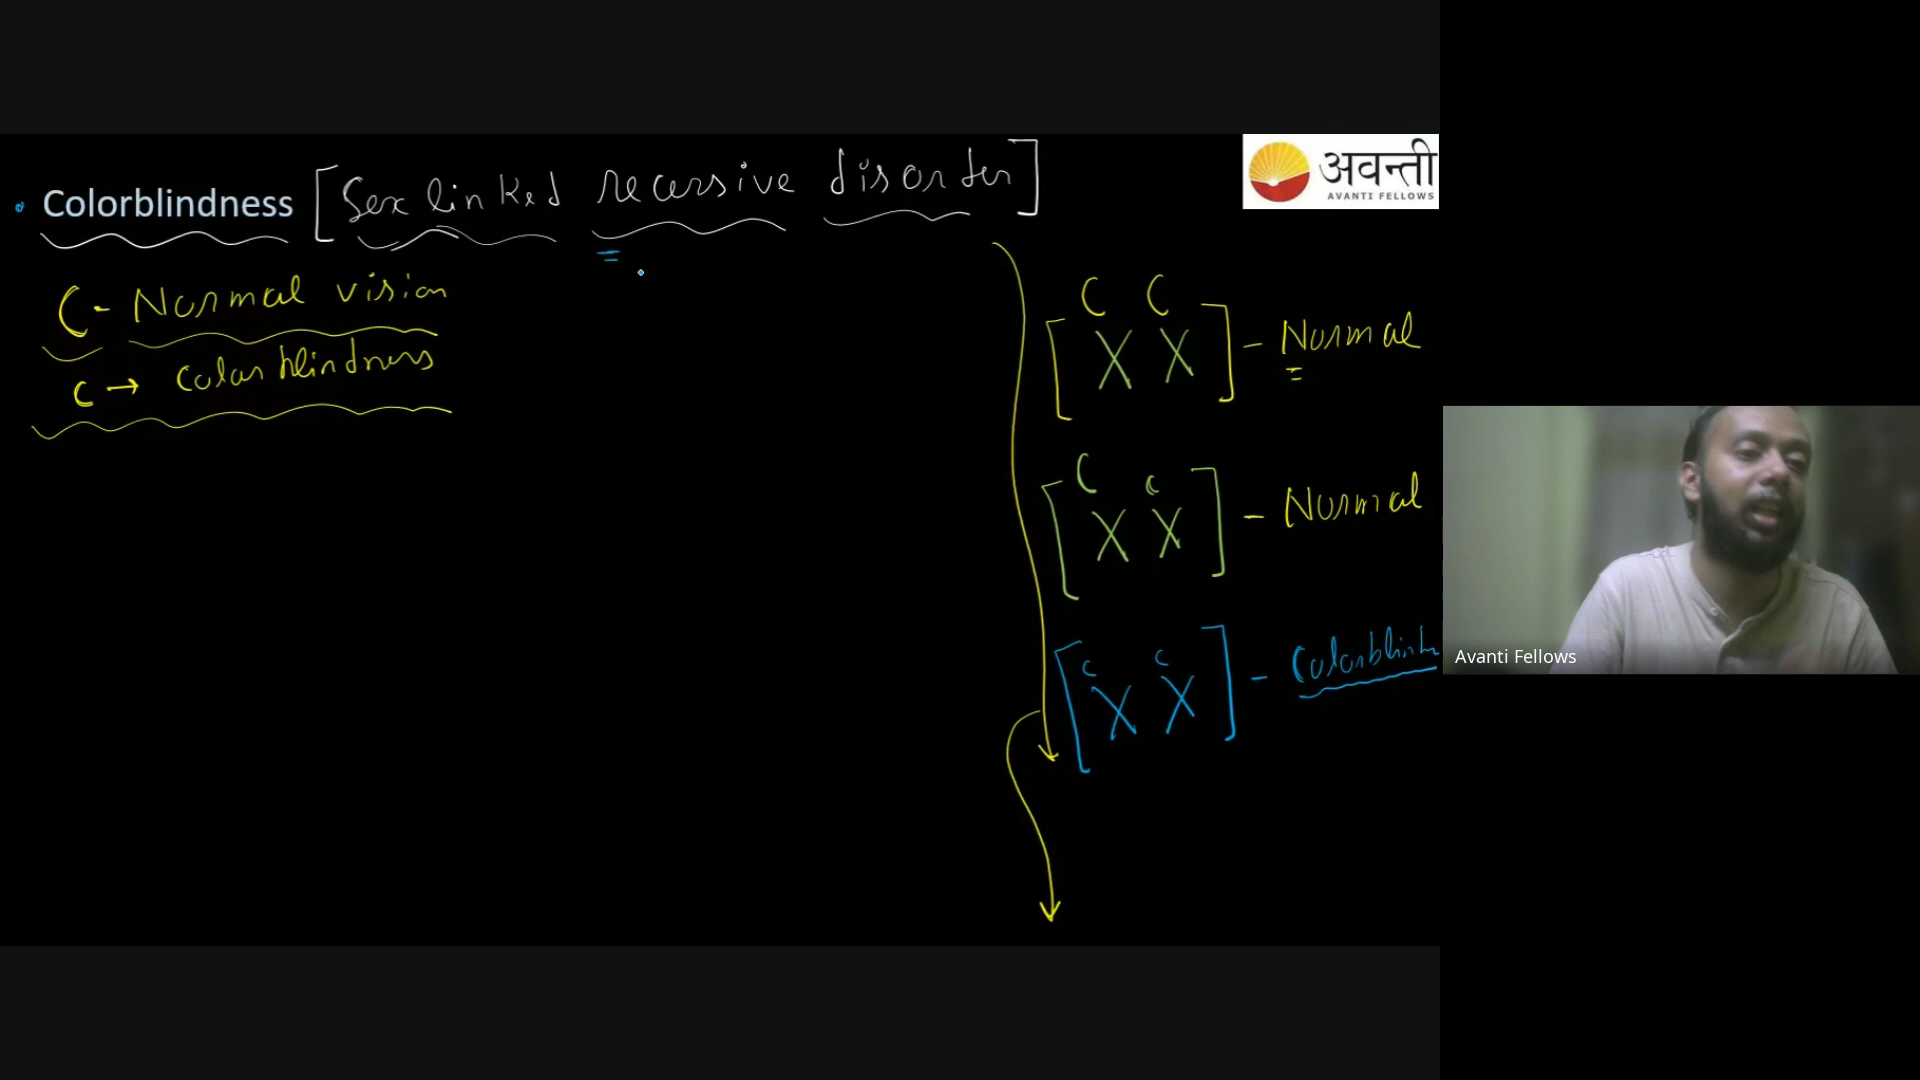 Colorblindness [Sex linked recessive disorder]
अवन्ती
AVANTI FELLOWS
C - Normal vision
c → Colorblindness
C C
[X X] - Normal
C c
[X X] - Normal
c c
[X X] - Colorblind
Avanti Fellows